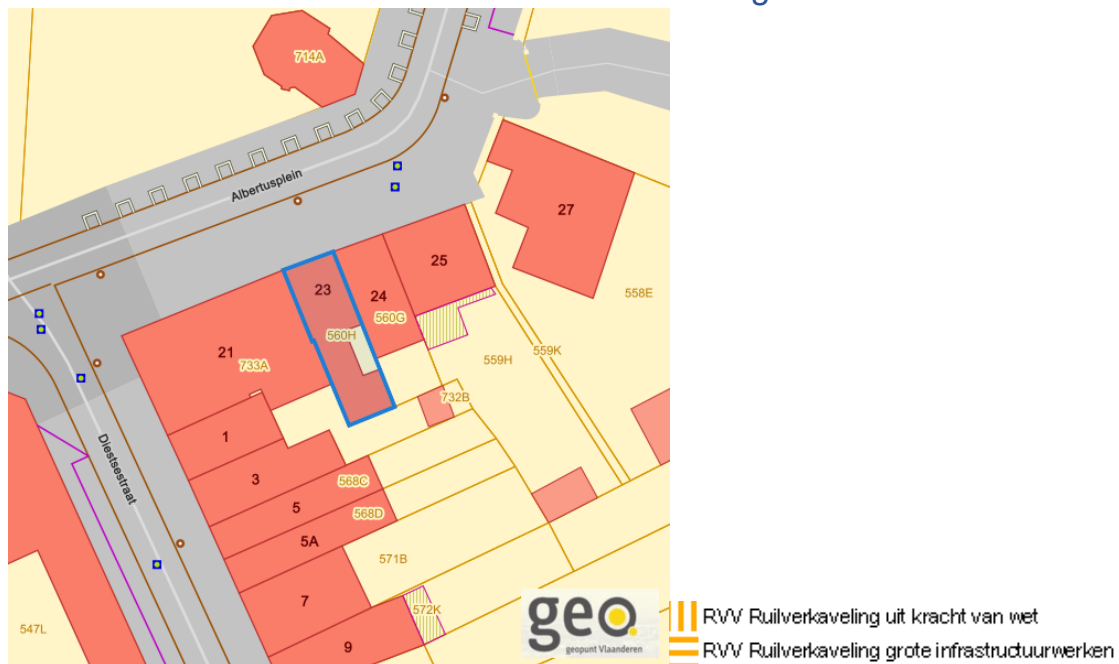 714A
Albertusplein
27
23
25
24
558E
560G
560H
21
733A
559H
559K
732B
1
Diestsestraat
3
568C
5
568D
5A
571B
7
572K
547L
9
geo
geopunt Vlaanderen
RVV Ruilverkaveling uit kracht van wet
RVV Ruilverkaveling grote infrastructuurwerken